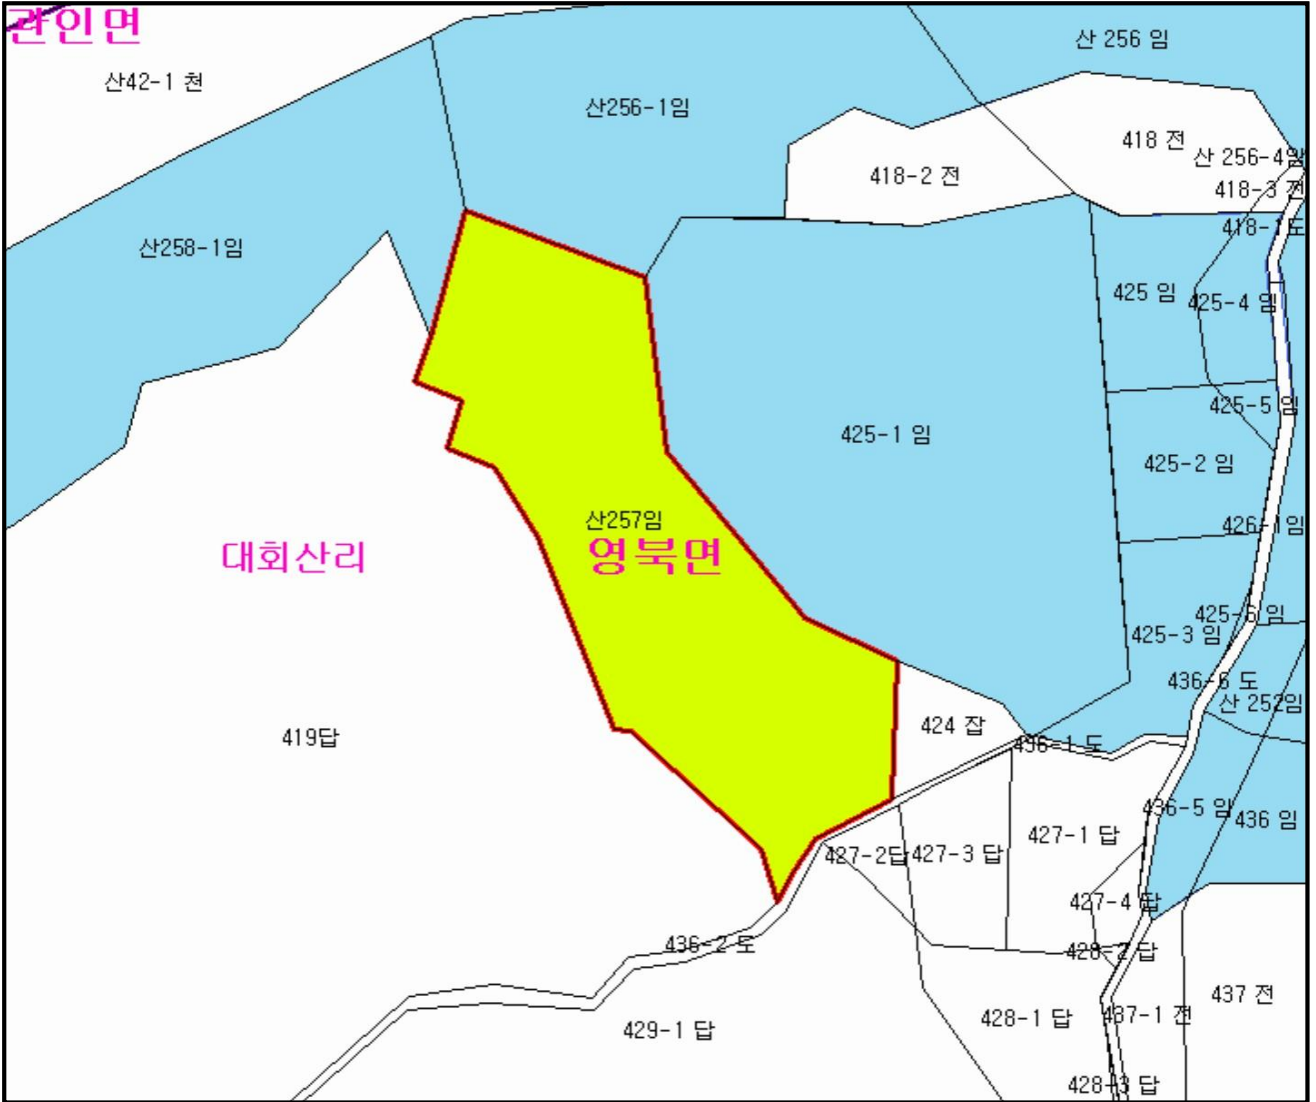 관인면
산42-1 천
산 256 임
산256-1임
418 전
산 256-4임
418-2 전
418-3 전
418-1도
산258-1임
425 임
425-4 임
425-5 임
425-1 임
425-2 임
산257임
426-1임
대회산리
영북면
425-6 임
425-3 임
436-6 도
산 252임
424 잡
419답
436-1 도
436-5 임
436 임
427-1 답
427-2답
427-3 답
427-4 답
436-2 도
428-2 답
437 전
429-1 답
428-1 답
437-1 전
428-3 답